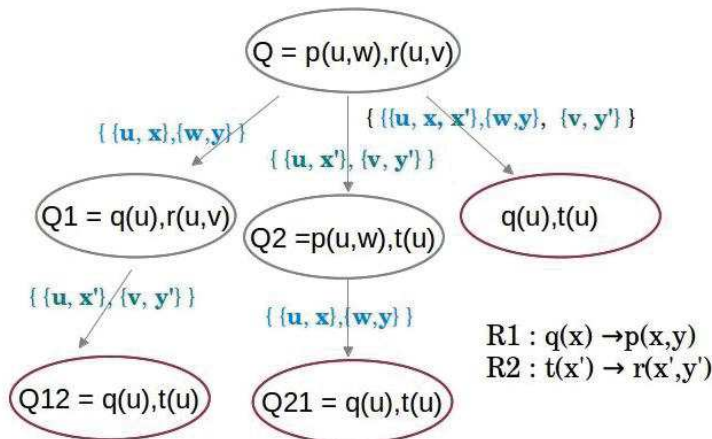 Q = p(u,w),r(u,v)
{ {u, x},{w,y} }
{ {u, x'}, {v, y'} }
{ {{u, x, x'},{w,y}, {v, y'} }
Q1 = q(u),r(u,v)
Q2 =p(u,w),t(u)
q(u),t(u)
{ {u, x'}, {v, y'} }
{ {u, x},{w,y} }
R1 : q(x) →p(x,y)
R2 : t(x') → r(x',y')
Q12 = q(u),t(u)
Q21 = q(u),t(u)